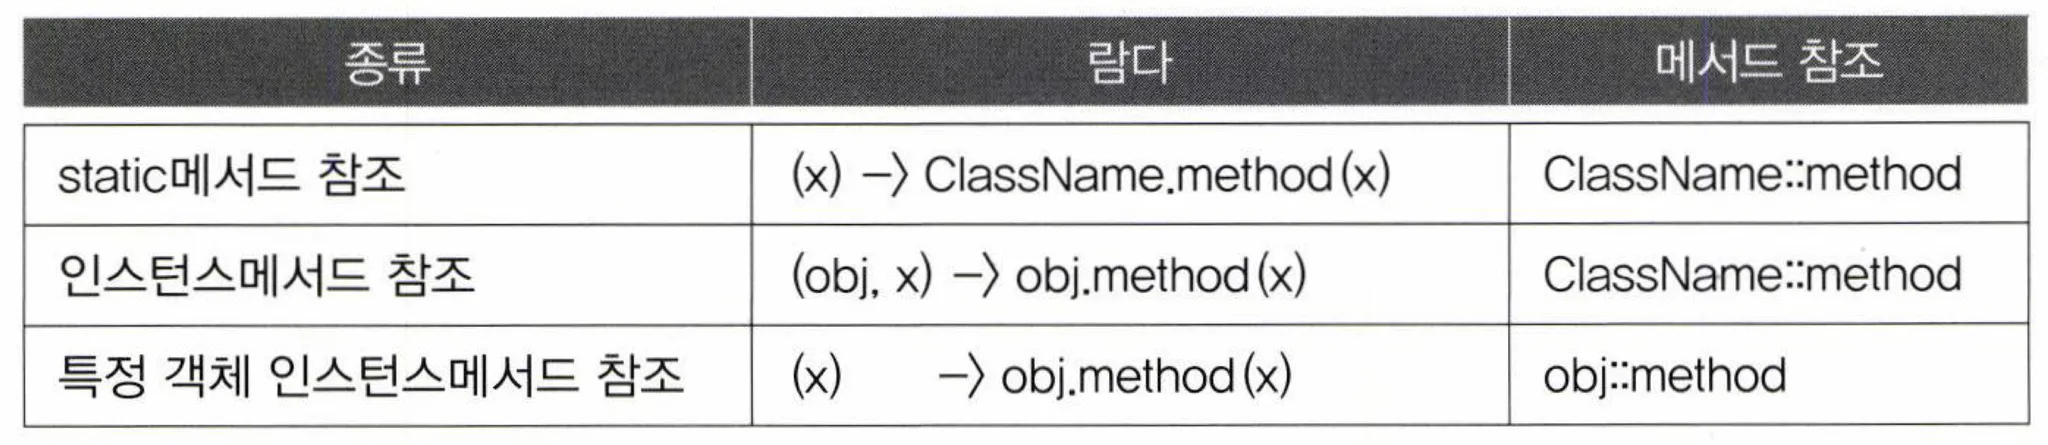 종류 람다 메서드 참조
static메서드 참조 (x) -> ClassName.method(x) ClassName::method
인스턴스메서드 참조 (obj, x) -> obj.method(x) ClassName::method
특정 객체 인스턴스메서드 참조 (x) -> obj.method(x) obj::method